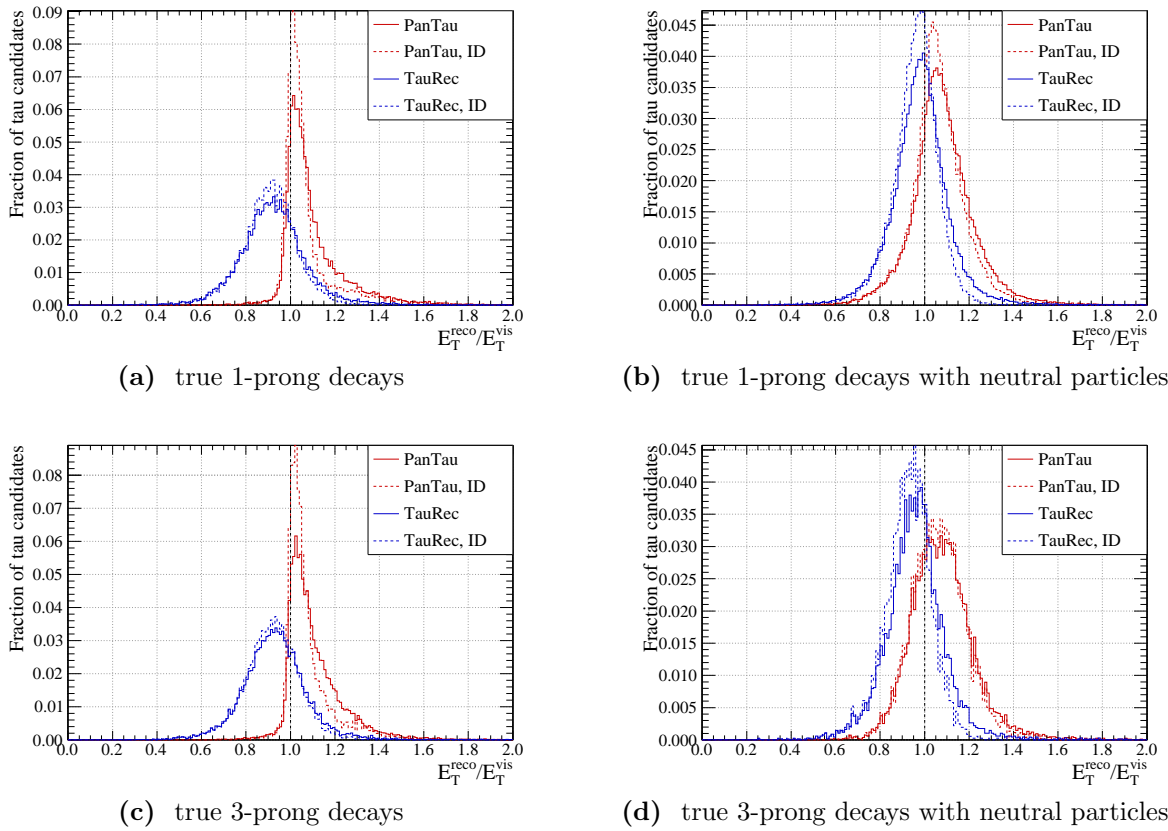 Fraction of tau candidates
0.09
0.08
0.07
0.06
0.05
0.04
0.03
0.02
0.01
0.00
PanTau
PanTau, ID
TauRec
TauRec, ID
0.0 0.2 0.4 0.6 0.8 1.0 1.2 1.4 1.6 1.8 2.0
E_T^reco/E_T^vis
(a) true 1-prong decays
Fraction of tau candidates
0.045
0.040
0.035
0.030
0.025
0.020
0.015
0.010
0.005
0.000
PanTau
PanTau, ID
TauRec
TauRec, ID
0.0 0.2 0.4 0.6 0.8 1.0 1.2 1.4 1.6 1.8 2.0
E_T^reco/E_T^vis
(b) true 1-prong decays with neutral particles
Fraction of tau candidates
0.08
0.07
0.06
0.05
0.04
0.03
0.02
0.01
0.00
PanTau
PanTau, ID
TauRec
TauRec, ID
0.0 0.2 0.4 0.6 0.8 1.0 1.2 1.4 1.6 1.8 2.0
E_T^reco/E_T^vis
(c) true 3-prong decays
Fraction of tau candidates
0.045
0.040
0.035
0.030
0.025
0.020
0.015
0.010
0.005
0.000
PanTau
PanTau, ID
TauRec
TauRec, ID
0.0 0.2 0.4 0.6 0.8 1.0 1.2 1.4 1.6 1.8 2.0
E_T^reco/E_T^vis
(d) true 3-prong decays with neutral particles